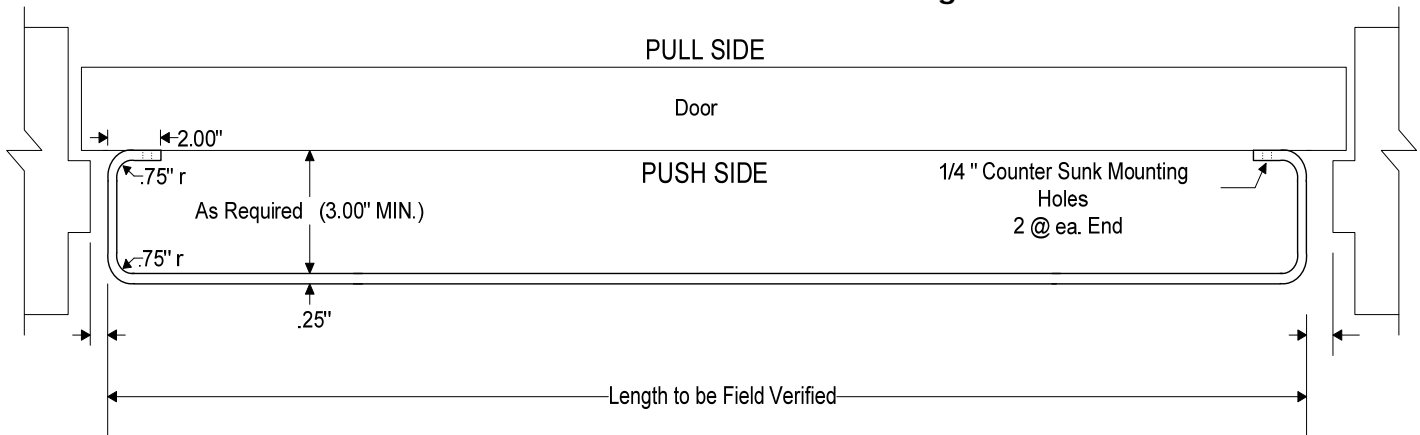 PULL SIDE
Door
2.00"
.75" r
PUSH SIDE
1/4 " Counter Sunk Mounting
Holes
2 @ ea. End
As Required (3.00" MIN.)
.75" r
.25"
Length to be Field Verified